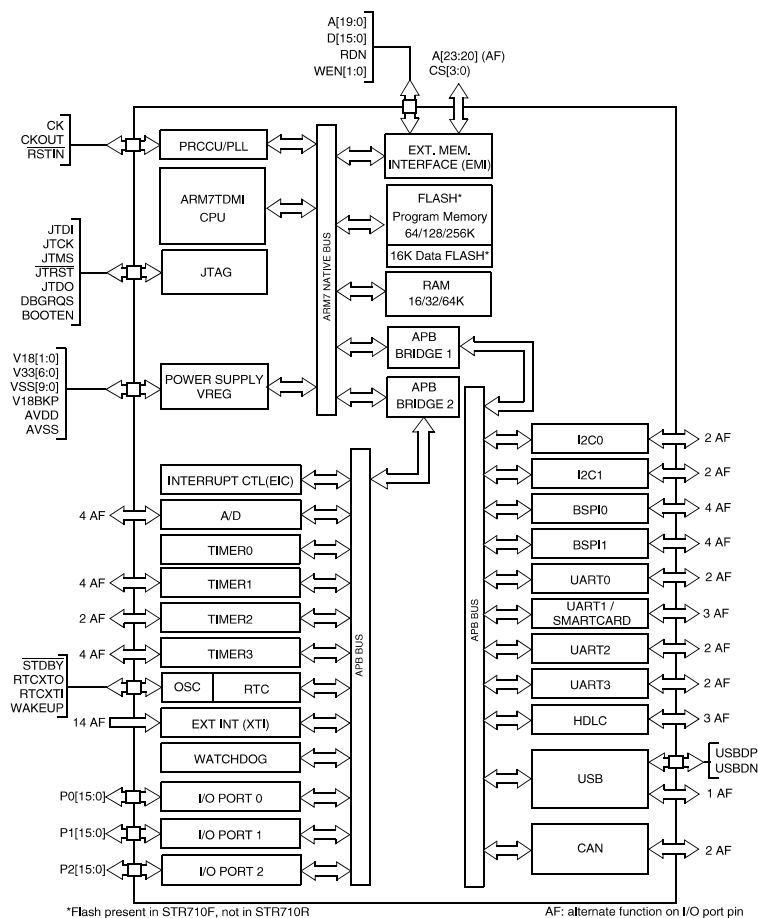 A[19:0]
D[15:0]
RDN
WEN[1:0]
A[23:20] (AF)
CS[3:0)
CK
CKOUT
RSTIN
PRCCU/PLL
ARM7TDMI
CPU
JTDI
JTCK
JTMS
JTRST
JTDO
DBGRQS
BOOTEN
JTAG
V18[1:0]
V33[6:0]
VSS[9:0]
V18BKP
AVDD
AVSS
POWER SUPPLY
VREG
ARM7 NATIVE BUS
EXT. MEM.
INTERFACE (EMI)
FLASH*
Program Memory
64/128/256K
16K Data FLASH*
RAM
16/32/64K
APB
BRIDGE 1
APB
BRIDGE 2
INTERRUPT CTL(EIC)
4 AF
A/D
TIMER0
4 AF
TIMER1
2 AF
TIMER2
4 AF
TIMER3
STDBY
RTCXTO
RTCXTI
WAKEUP
OSC
RTC
14 AF
EXT INT (XTI)
WATCHDOG
P0[15:0]
I/O PORT 0
P1[15:0]
I/O PORT 1
P2[15:0]
I/O PORT 2
APB BUS
APB BUS
I2C0
2 AF
I2C1
2 AF
BSPI0
4 AF
BSPI1
4 AF
UART0
2 AF
UART1 /
SMARTCARD
3 AF
UART2
2 AF
UART3
2 AF
HDLC
3 AF
USB
USBDP
USBDN
1 AF
CAN
2 AF
*Flash present in STR710F, not in STR710R
AF: alternate function on I/O port pin